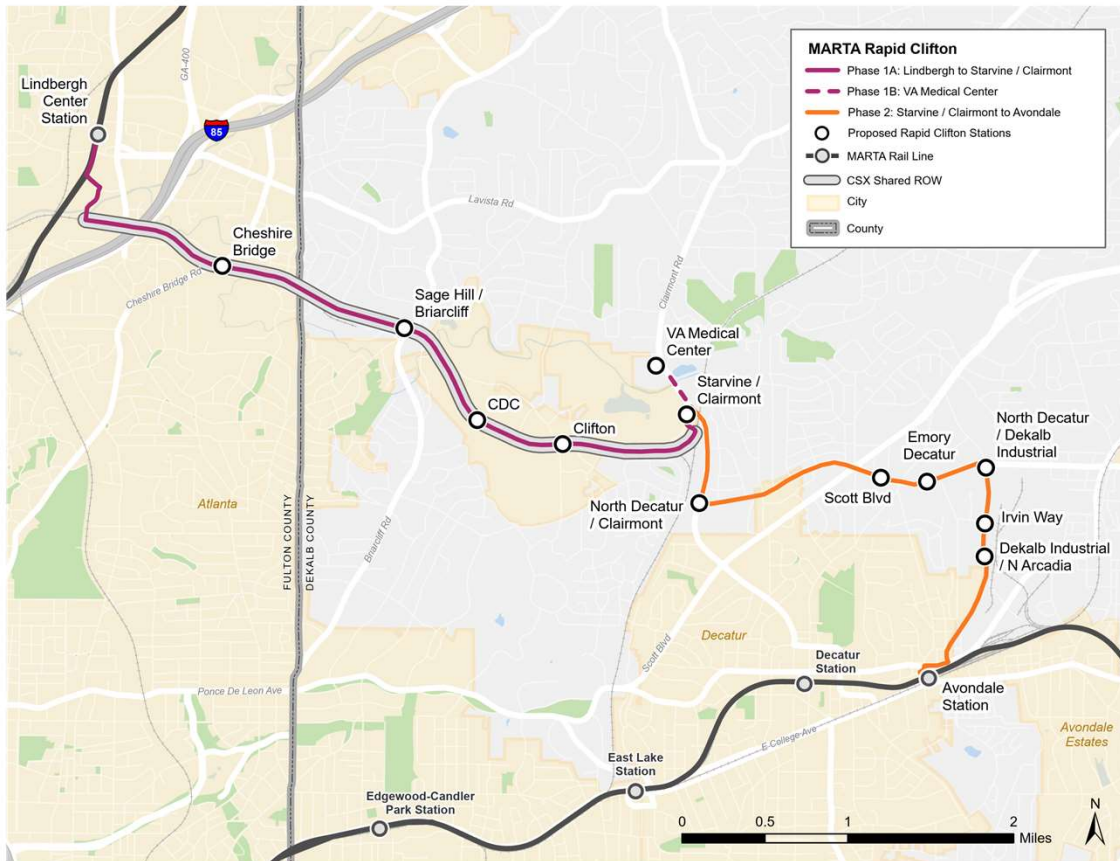 MARTA Rapid Clifton
Phase 1A: Lindbergh to Starvine / Clairmont
Phase 1B: VA Medical Center
Phase 2: Starvine / Clairmont to Avondale
Proposed Rapid Clifton Stations
MARTA Rail Line
CSX Shared ROW
City
County
GA-400
Lindbergh
Center
Station
85
Lavista Rd
Cheshire
Bridge
Cheshire Bridge Rd
Clairmont Rd
Sage Hill /
Briarcliff
VA Medical
Center
Starvine /
Clairmont
CDC
Clifton
North Decatur
/ Dekalb
Industrial
Emory
Decatur
Scott Blvd
North Decatur
/ Clairmont
Irvin Way
Dekalb Industrial
/ N Arcadia
Atlanta
FULTON COUNTY
DEKALB COUNTY
Briarcliff Rd
Scott Blvd
Decatur
Decatur
Station
Avondale
Station
Ponce De Leon Ave
E College Ave
Avondale
Estates
East Lake
Station
Edgewood-Candler
Park Station
0 0.5 1 2
Miles
N